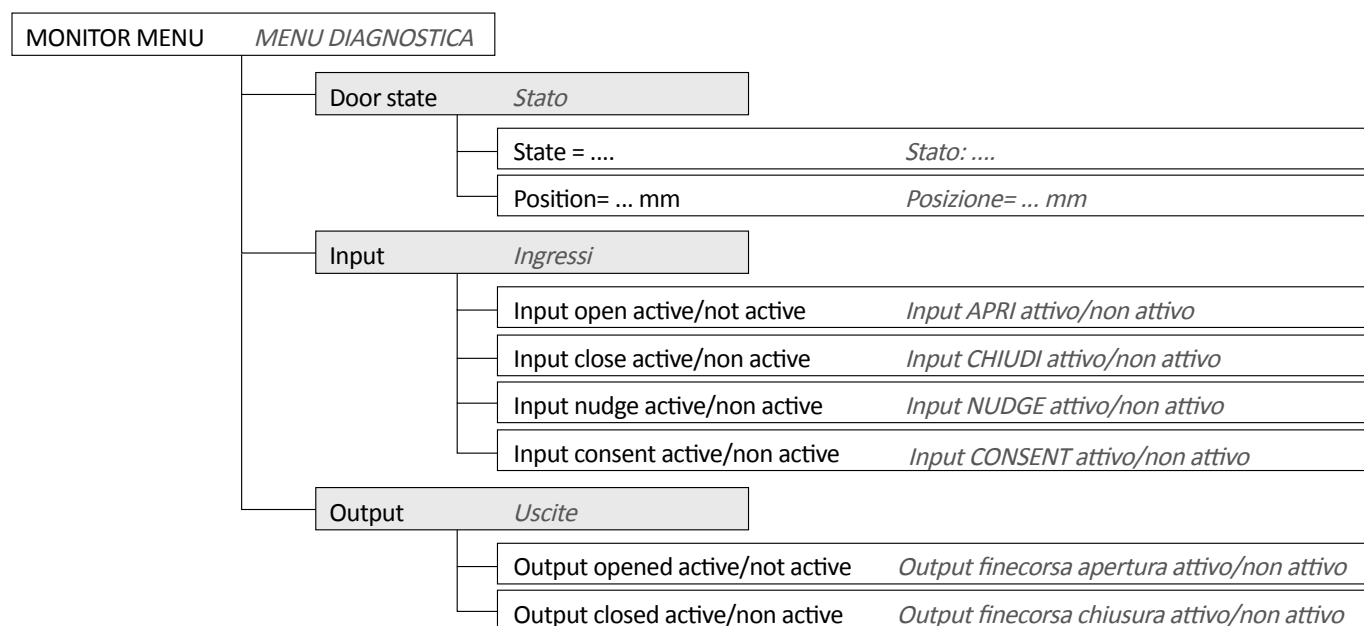 MONITOR MENU MENU DIAGNOSTICA
Door state Stato
State = .... Stato: ....
Position= ... mm Posizione= ... mm
Input Ingressi
Input open active/not active Input APRI attivo/non attivo
Input close active/non active Input CHIUDI attivo/non attivo
Input nudge active/non active Input NUDGE attivo/non attivo
Input consent active/non active Input CONSENT attivo/non attivo
Output Uscite
Output opened active/not active Output finecorsa apertura attivo/non attivo
Output closed active/non active Output finecorsa chiusura attivo/non attivo